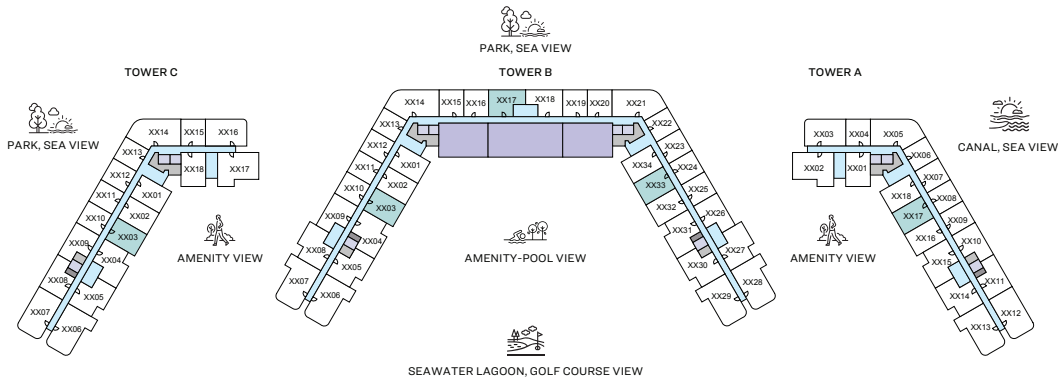 PARK, SEA VIEW
TOWER C
TOWER B
TOWER A
PARK, SEA VIEW
CANAL, SEA VIEW
XX14
XX15
XX16
XX13
XX18
XX17
XX12
XX01
XX11
XX02
XX10
XX03
XX09
XX04
XX08
XX05
XX07
XX06
AMENITY VIEW
XX14
XX15
XX16
XX17
XX18
XX19
XX20
XX21
XX13
XX22
XX12
XX23
XX01
XX34
XX11
XX24
XX02
XX33
XX10
XX25
XX03
XX32
XX09
XX26
XX04
XX31
XX08
XX27
XX05
XX30
XX07
XX28
XX06
XX29
AMENITY-POOL VIEW
XX03
XX04
XX05
XX02
XX01
XX06
XX07
XX18
XX08
XX17
XX09
XX16
XX10
XX15
XX11
XX14
XX12
XX13
AMENITY VIEW
SEAWATER LAGOON, GOLF COURSE VIEW